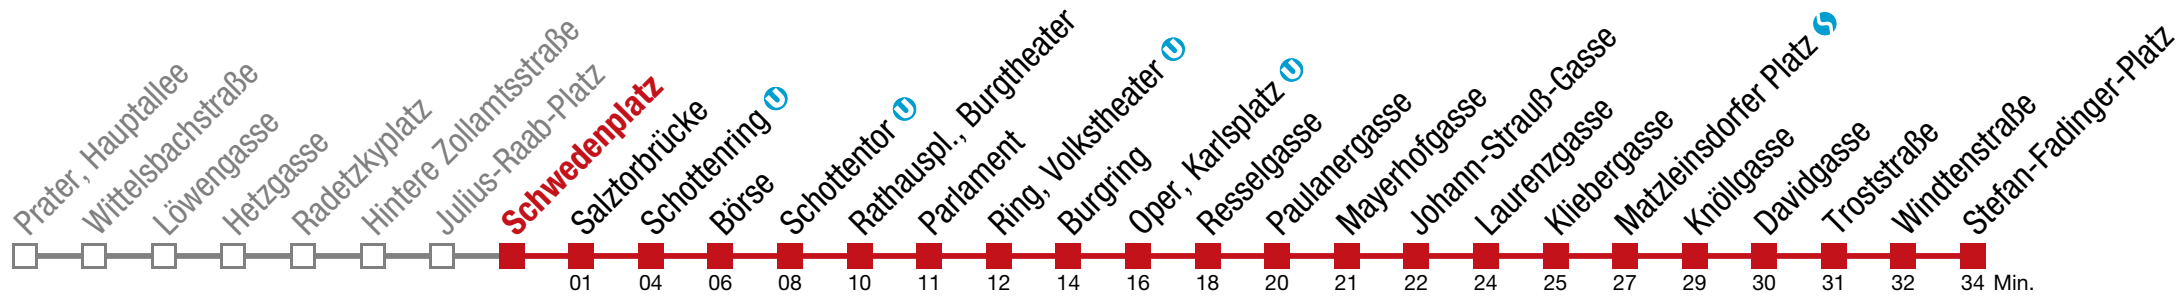 Prater, Hauptallee
Wittelsbachstraße
Löwengasse
Hetzgasse
Radetzkyplatz
Hintere Zollamtsstraße
Julius-Raab-Platz
Schwedenplatz
Salztorbrücke
Schottenring U
Börse
Schottentor U
Rathauspl., Burgtheater
Parlament
Ring, Volkstheater U
Burgring
Oper, Karlsplatz U
Resselgasse
Paulanergasse
Mayerhofgasse
Johann-Strauß-Gasse
Laurenzgasse
Kliebergasse
Matzleinsdorfer Platz S
Knöllgasse
Davidgasse
Troststraße
Windtenstraße
Stefan-Fadinger-Platz
01 04 06 08 10 11 12 14 16 18 20 21 22 24 25 27 29 30 31 32 34 Min.